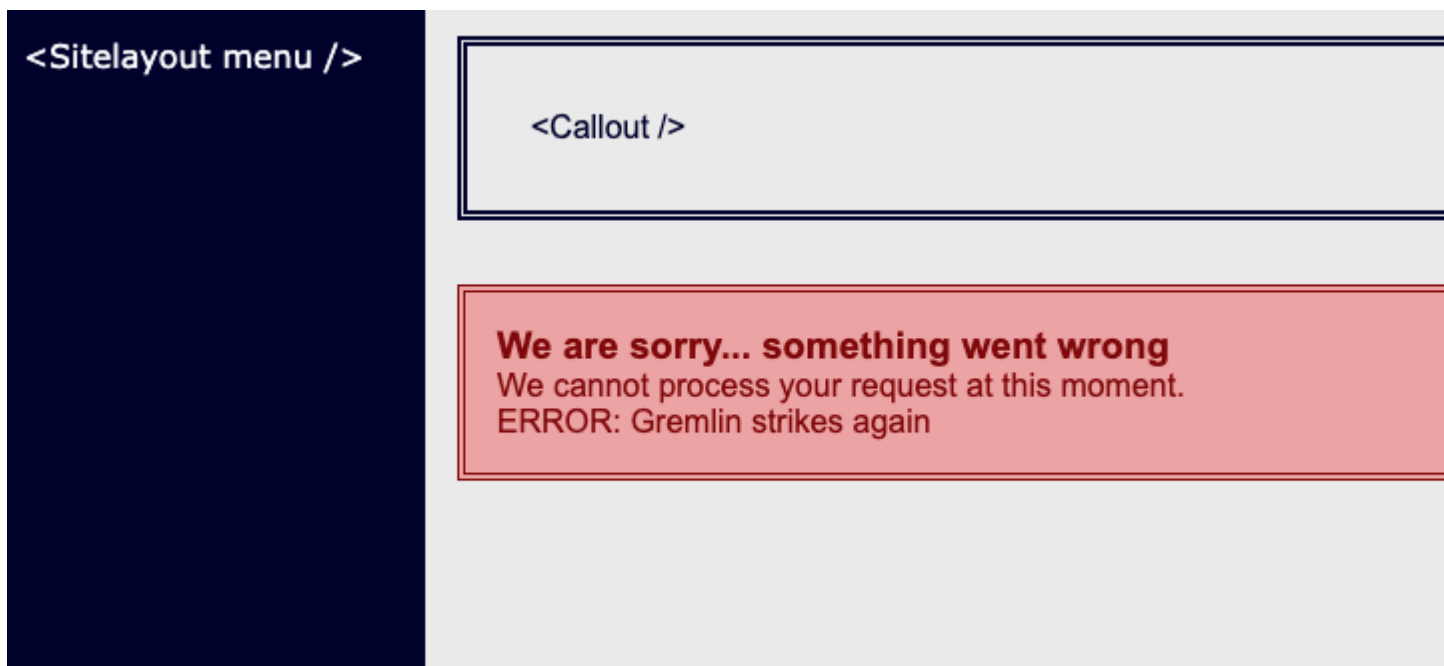 <Sitelayout menu />
<Callout />
We are sorry... something went wrong
We cannot process your request at this moment.
ERROR: Gremlin strikes again